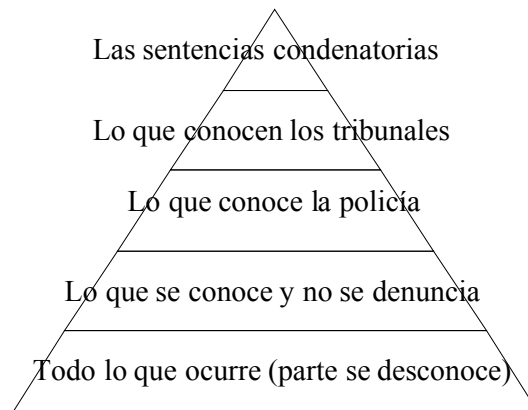 Las sentencias condenatorias
Lo que conocen los tribunales
Lo que conoce la policía
Lo que se conoce y no se denuncia
Todo lo que ocurre (parte se desconoce)